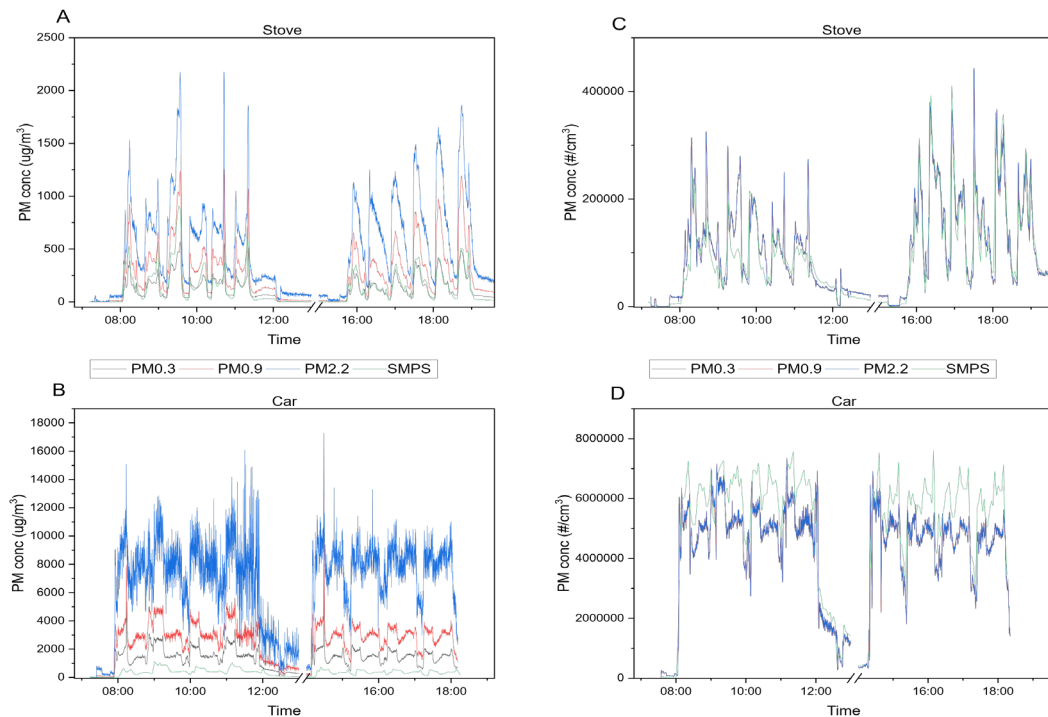 A
Stove
2500
2000
1500
1000
500
0
PM conc (ug/m³)
08:00 10:00 12:00 16:00 18:00
Time
C
Stove
400000
200000
0
PM conc (#/cm³)
08:00 10:00 12:00 16:00 18:00
Time
PM0.3 PM0.9 PM2.2 SMPS
PM0.3 PM0.9 PM2.2 SMPS
B
Car
18000
16000
14000
12000
10000
8000
6000
4000
2000
0
PM conc (ug/m³)
08:00 10:00 12:00 16:00 18:00
Time
D
Car
8000000
6000000
4000000
2000000
0
PM conc (#/cm³)
08:00 10:00 12:00 16:00 18:00
Time